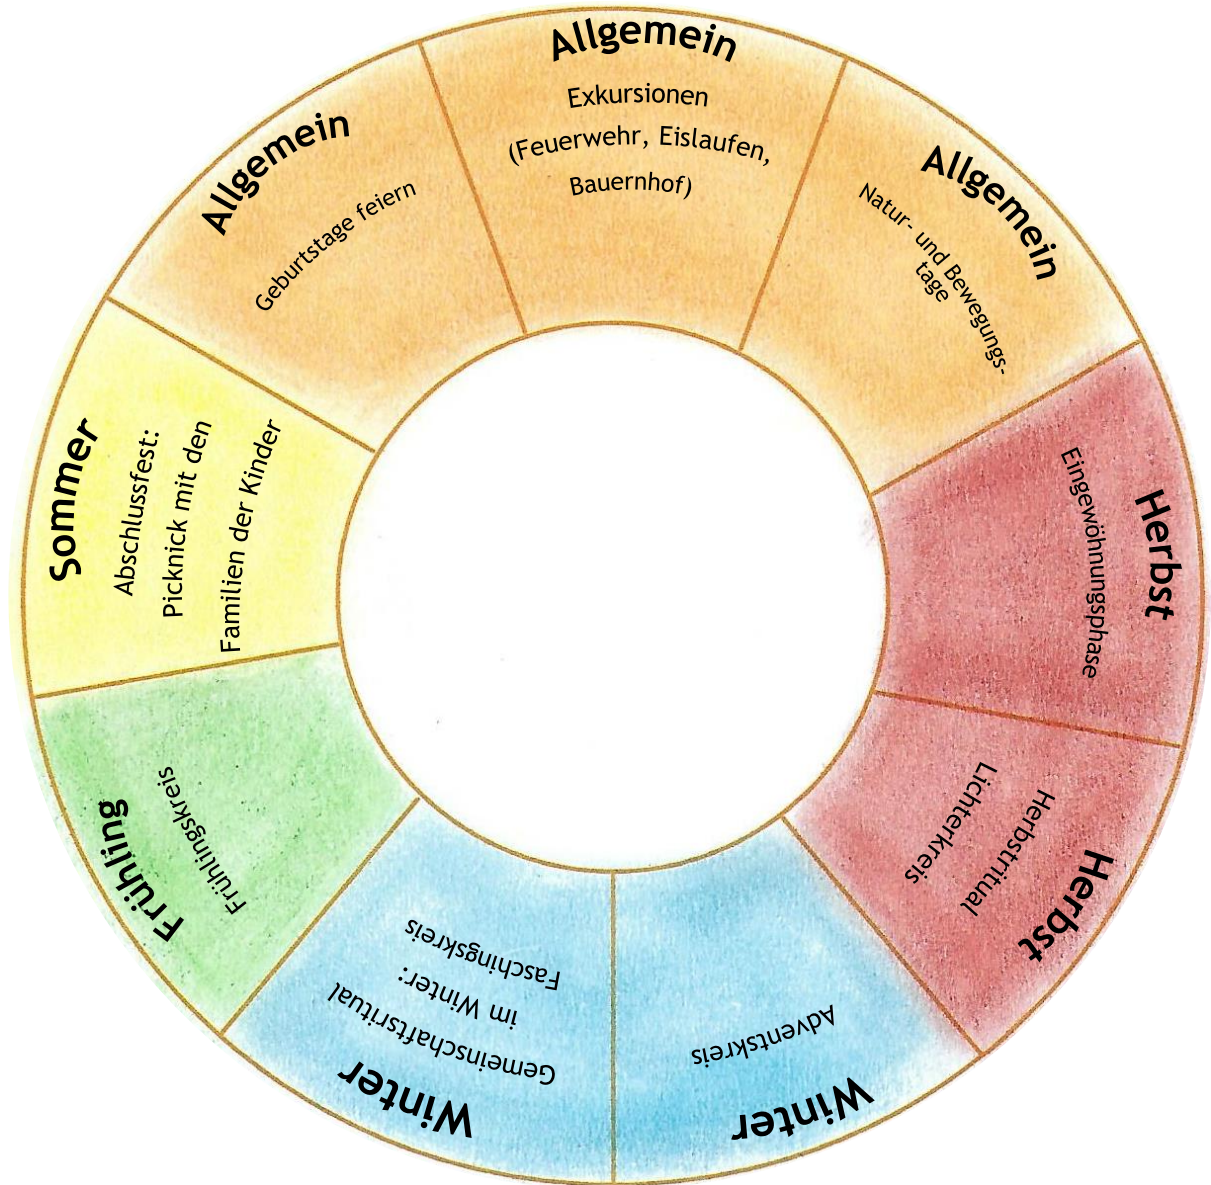 Allgemein
Exkursionen
(Feuerwehr, Eislaufen,
Bauernhof)
Allgemein
Natur- und Bewegungs-
tage
Herbst
Eingewöhnungsphase
Herbst
Herbstritual
Lichterkreis
Winter
Adventskreis
Winter
Gemeinschaftsritual
im Winter:
Faschingskreis
Frühling
Frühlingskreis
Sommer
Abschlussfest:
Picknick mit den
Familien der Kinder
Allgemein
Geburtstage feiern